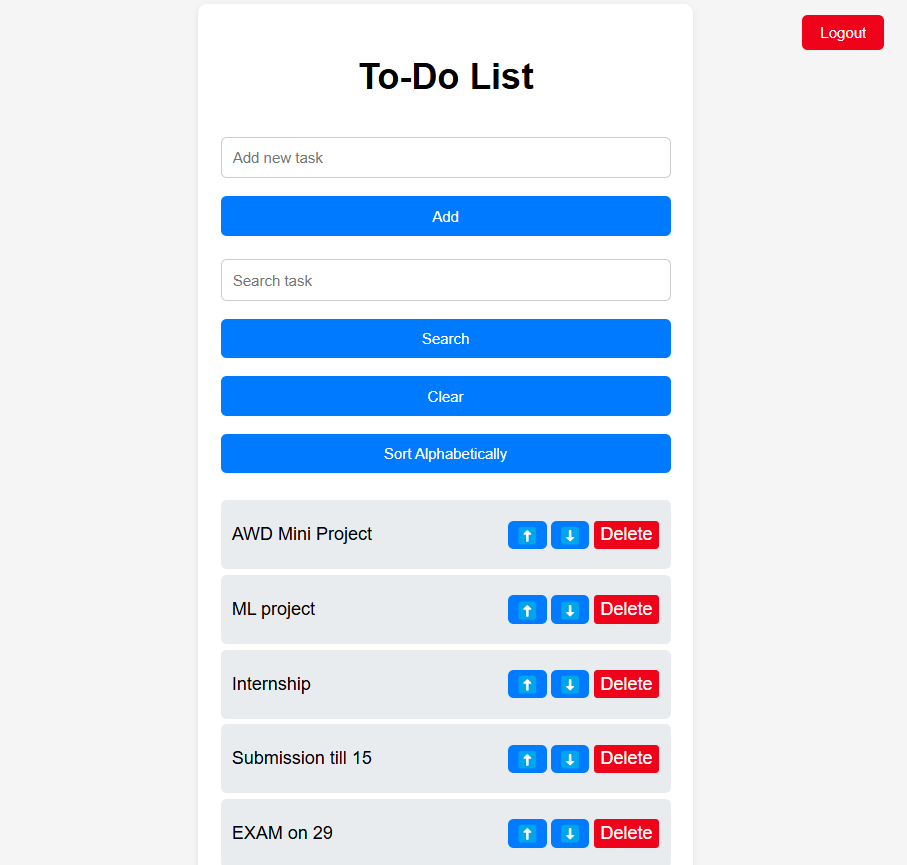 Logout
To-Do List
Add new task
Add
Search task
Search
Clear
Sort Alphabetically
AWD Mini Project ⬆️ ⬇️ Delete
ML project ⬆️ ⬇️ Delete
Internship ⬆️ ⬇️ Delete
Submission till 15 ⬆️ ⬇️ Delete
EXAM on 29 ⬆️ ⬇️ Delete